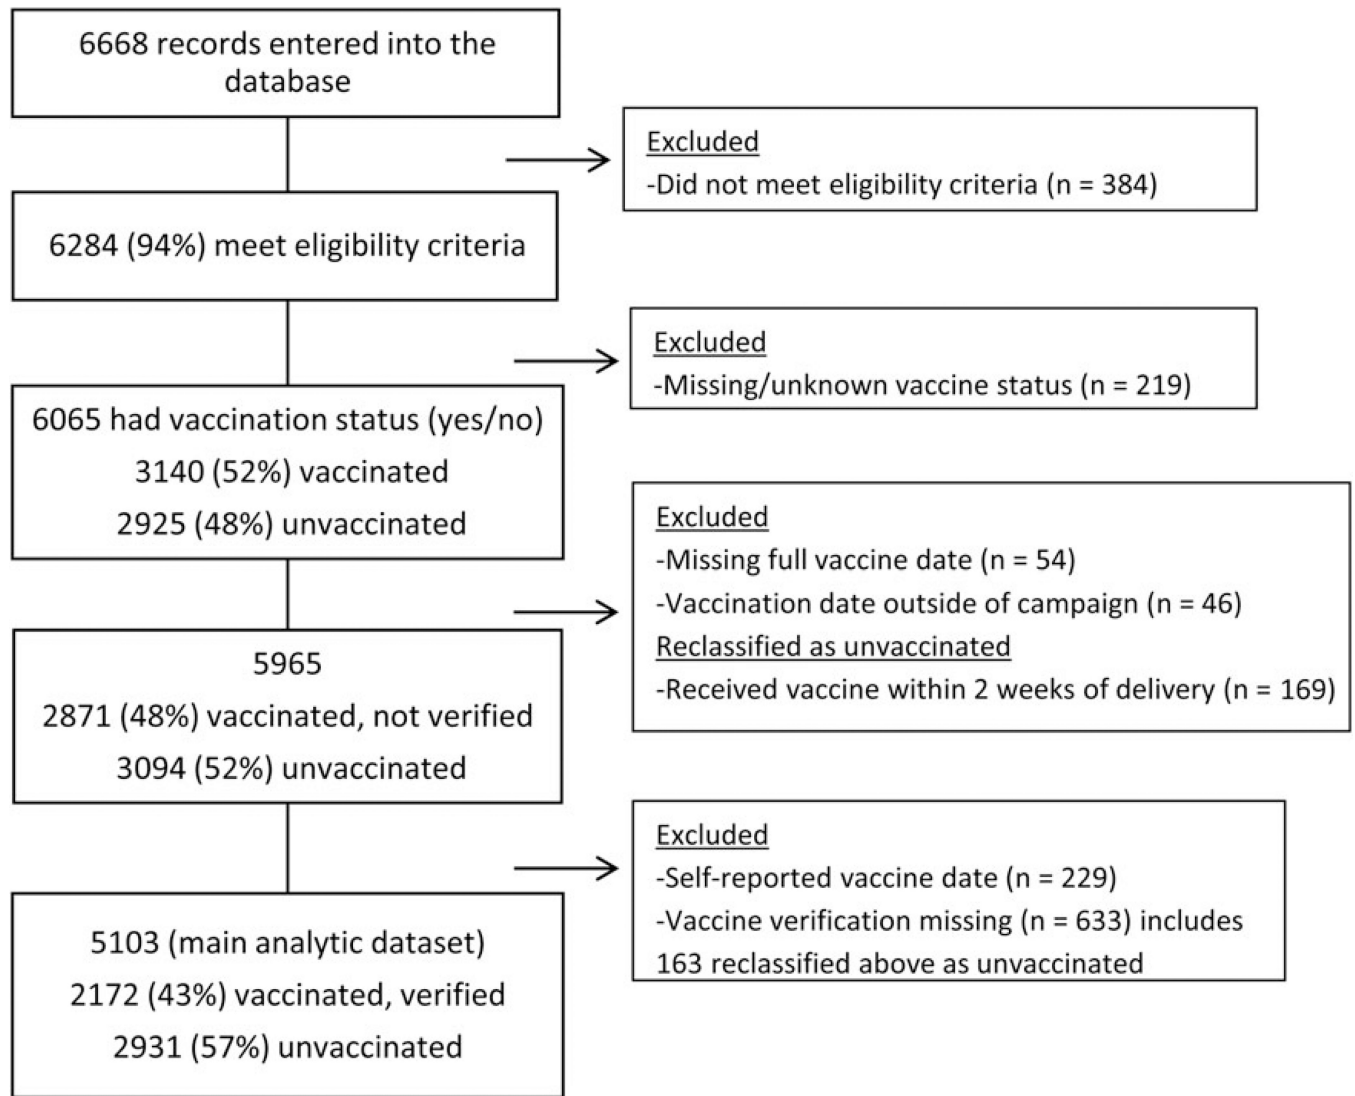 6668 records entered into the
database
Excluded
-Did not meet eligibility criteria (n = 384)
6284 (94%) meet eligibility criteria
Excluded
-Missing/unknown vaccine status (n = 219)
6065 had vaccination status (yes/no)
3140 (52%) vaccinated
2925 (48%) unvaccinated
Excluded
-Missing full vaccine date (n = 54)
-Vaccination date outside of campaign (n = 46)
Reclassified as unvaccinated
-Received vaccine within 2 weeks of delivery (n = 169)
5965
2871 (48%) vaccinated, not verified
3094 (52%) unvaccinated
Excluded
-Self-reported vaccine date (n = 229)
-Vaccine verification missing (n = 633) includes
163 reclassified above as unvaccinated
5103 (main analytic dataset)
2172 (43%) vaccinated, verified
2931 (57%) unvaccinated